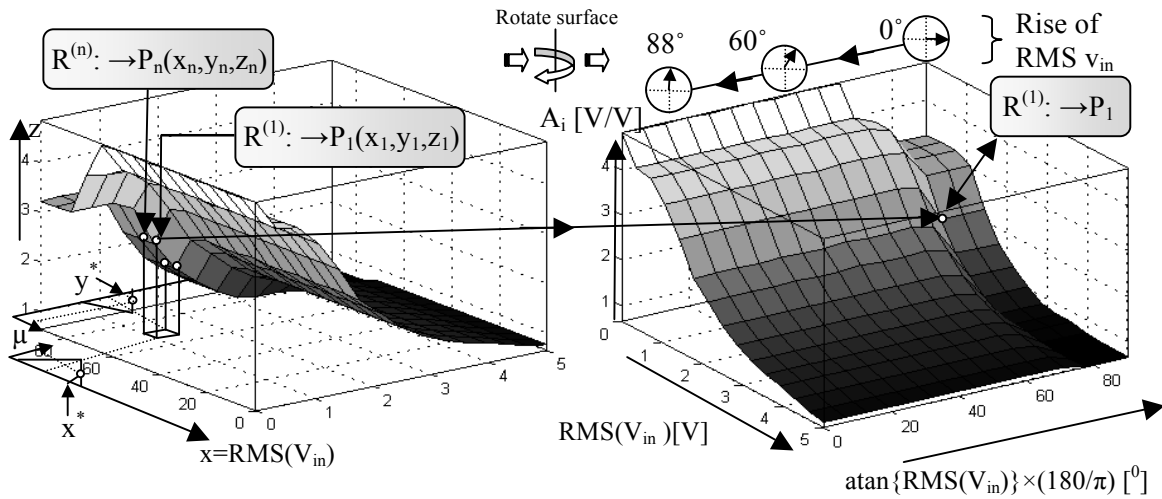 Rotate surface
88° 60° 0°
Rise of
RMS v_in
R^(n): →P_n(x_n,y_n,z_n)
R^(1): →P_1(x_1,y_1,z_1)
R^(1): →P_1
z
A_i [V/V]
4
3
2
1
y*
μ
x*
80
60
40
20
0
0
1
2
3
4
5
x=RMS(V_in)
4
3
2
1
0
1
2
3
4
5
RMS(V_in )[V]
0
20
40
60
80
atan{RMS(V_in)}×(180/π) [⁰]